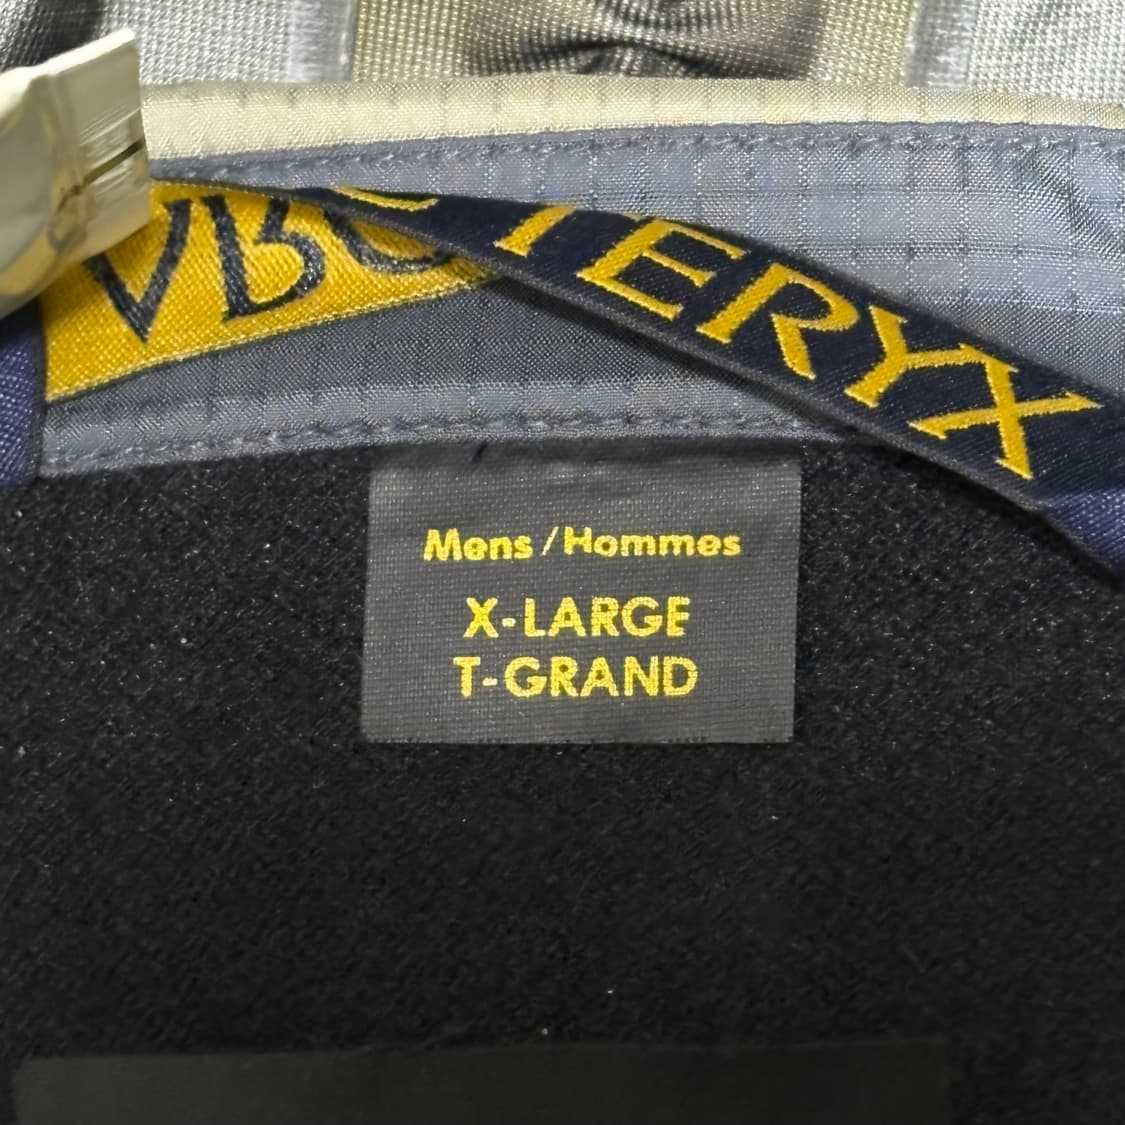 TERYX
Mens/Hommes
X-LARGE
T-GRAND